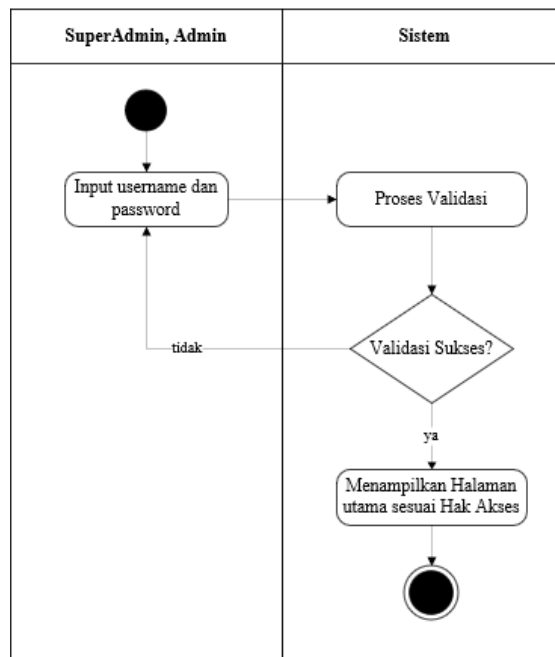 SuperAdmin, Admin
Sistem
Input username dan
password
Proses Validasi
Validasi Sukses?
tidak
ya
Menampilkan Halaman
utama sesuai Hak Akses